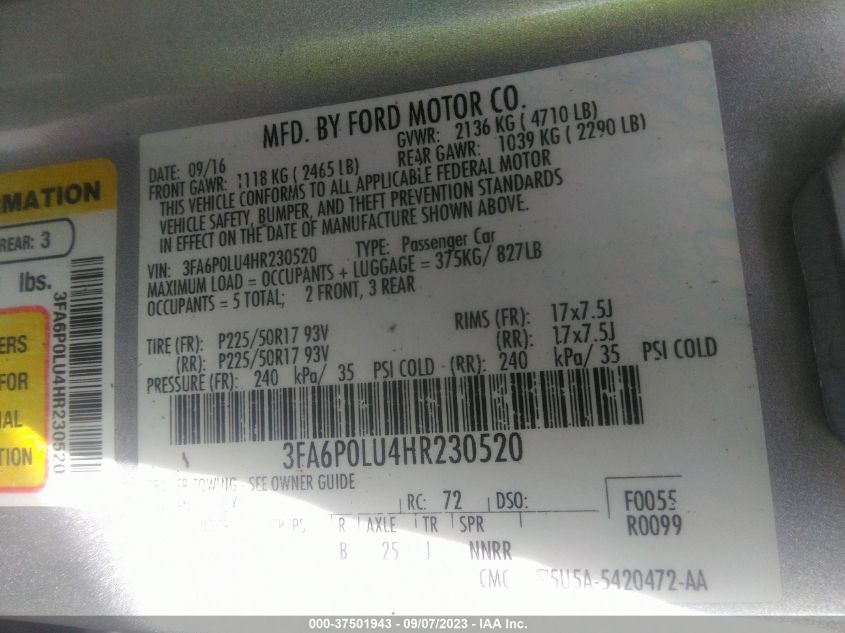 MFD. BY FORD MOTOR CO.
DATE: 09/16 GVWR: 2136 KG ( 4710 LB)
FRONT GAWR: 1118 KG ( 2465 LB) REAR GAWR: 1039 KG ( 2290 LB)
THIS VEHICLE CONFORMS TO ALL APPLICABLE FEDERAL MOTOR
VEHICLE SAFETY, BUMPER, AND THEFT PREVENTION STANDARDS
IN EFFECT ON THE DATE OF MANUFACTURE SHOWN ABOVE.
VIN: 3FA6P0LU4HR230520 TYPE: Passenger Car
MAXIMUM LOAD = OCCUPANTS + LUGGAGE = 375KG/ 827LB
OCCUPANTS = 5 TOTAL; 2 FRONT, 3 REAR
TIRE (FR): P225/50R17 93V RIMS (FR): 17x7.5J
(RR): P225/50R17 93V (RR): 17x7.5J
PRESSURE (FR): 240 kPa/ 35 PSI COLD - (RR): 240 kPa/ 35 PSI COLD
3FA6P0LU4HR230520
TOWING - SEE OWNER GUIDE
RC: 72 DSO: F0055
R0099
R AXLE TR SPR
B 25 J NNRR
CMC 5U5A-5420472-AA
MATION
REAR: 3
lbs.
3FA6P0LU4HR230520
ERS
FOR
AL
TION
000-37501943 - 09/07/2023 - © IAA Inc.